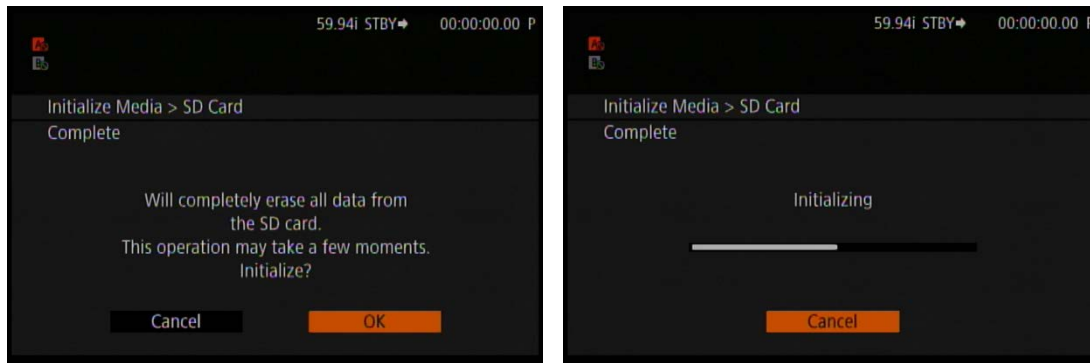 59.94i STBY➡ 00:00:00.00 P
A
B
Initialize Media > SD Card
Complete
Will completely erase all data from
the SD card.
This operation may take a few moments.
Initialize?
Cancel OK
59.94i STBY➡ 00:00:00.00 P
A
B
Initialize Media > SD Card
Complete
Initializing
Cancel